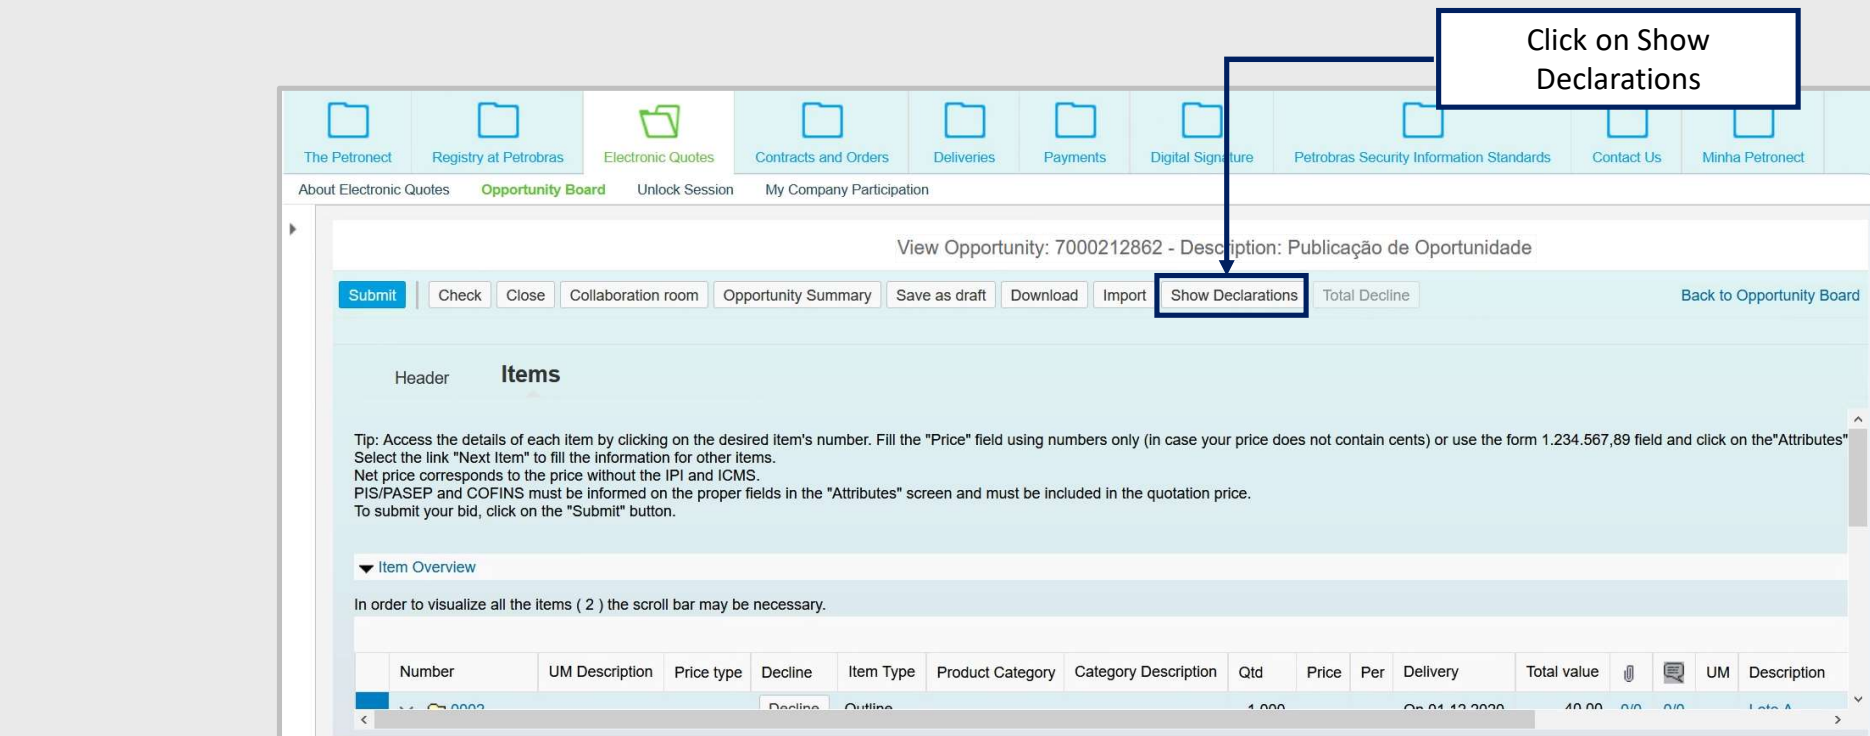 Click on Show
Declarations
The Petronect Registry at Petrobras Electronic Quotes Contracts and Orders Deliveries Payments Digital Signature Petrobras Security Information Standards Contact Us Minha Petronect
About Electronic Quotes Opportunity Board Unlock Session My Company Participation
View Opportunity: 7000212862 - Description: Publicação de Oportunidade
Submit Check Close Collaboration room Opportunity Summary Save as draft Download Import Show Declarations Total Decline Back to Opportunity Board
Header Items
Tip: Access the details of each item by clicking on the desired item's number. Fill the "Price" field using numbers only (in case your price does not contain cents) or use the form 1.234.567,89 field and click on the"Attributes"
Select the link "Next Item" to fill the information for other items.
Net price corresponds to the price without the IPI and ICMS.
PIS/PASEP and COFINS must be informed on the proper fields in the "Attributes" screen and must be included in the quotation price.
To submit your bid, click on the "Submit" button.
Item Overview
In order to visualize all the items ( 2 ) the scroll bar may be necessary.
Number UM Description Price type Decline Item Type Product Category Category Description Qtd Price Per Delivery Total value UM Description
Decline Outline On 01.12.2020